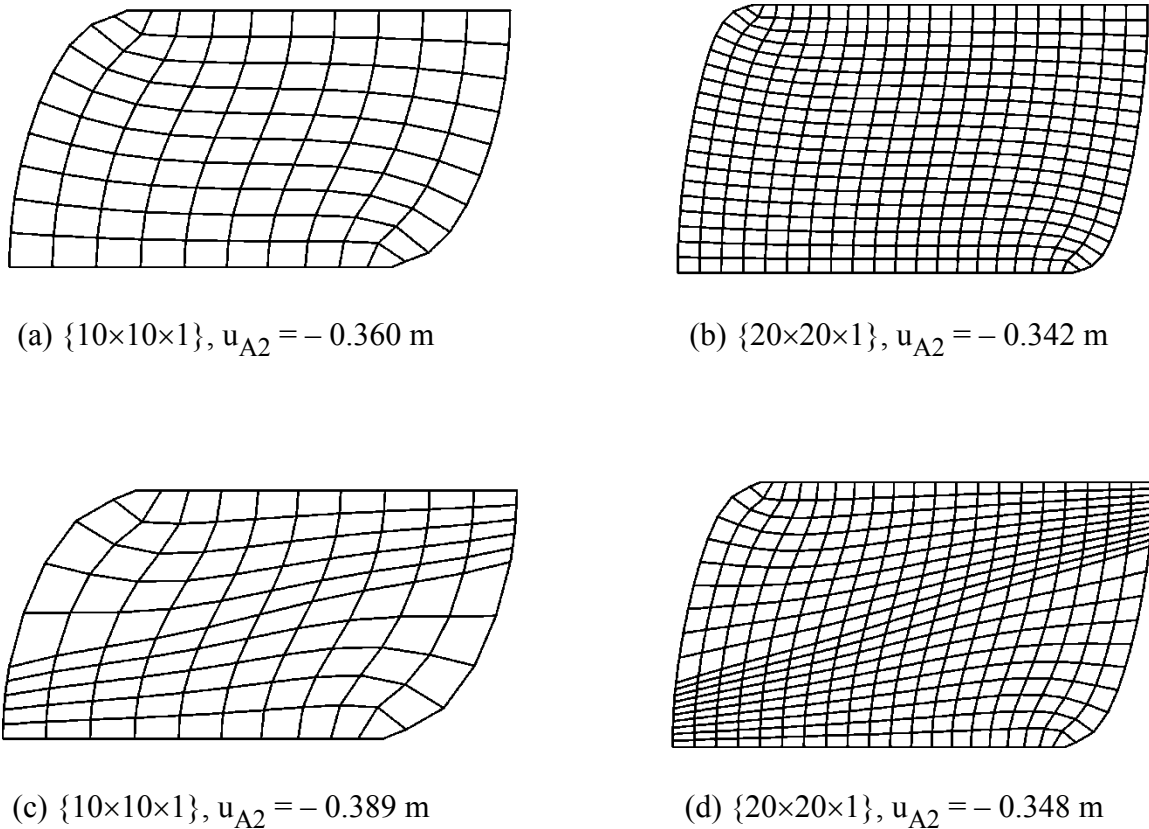 (a) {10×10×1}, u_A2 = – 0.360 m
(b) {20×20×1}, u_A2 = – 0.342 m
(c) {10×10×1}, u_A2 = – 0.389 m
(d) {20×20×1}, u_A2 = – 0.348 m